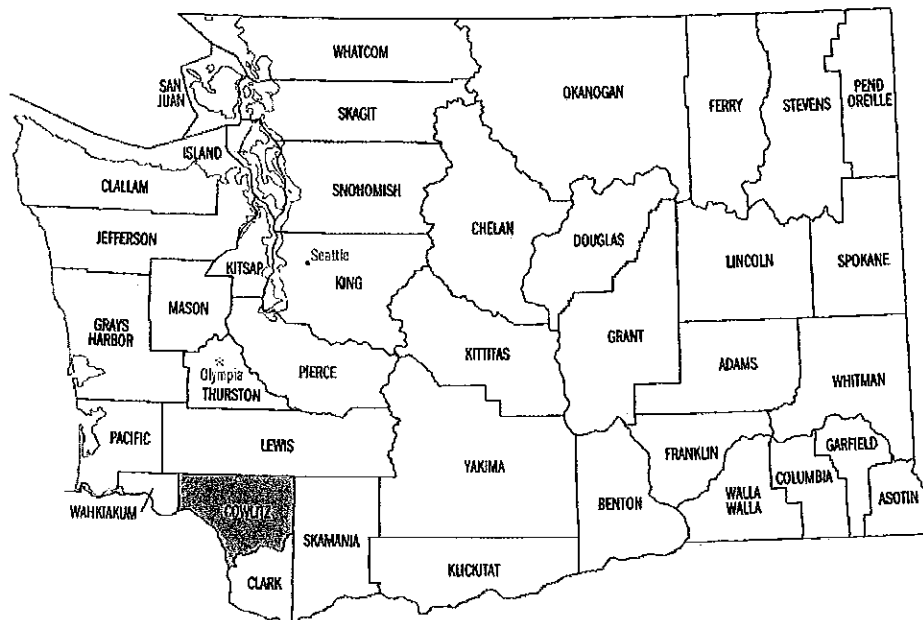 WHATCOM
SAN
JUAN
SKAGIT
OKANOGAN
FERRY
STEVENS
PEND
OREILLE
ISLAND
CLALLAM
SNOHOMISH
CHELAN
JEFFERSON
DOUGLAS
KITSAP
Seattle
KING
LINCOLN
SPOKANE
MASON
GRAYS
HARBOR
GRANT
KITTITAS
Olympia
THURSTON
PIERCE
ADAMS
WHITMAN
PACIFIC
LEWIS
YAKIMA
FRANKLIN
GARFIELD
COLUMBIA
WAHKIAKUM
COWLITZ
BENTON
WALLA
WALLA
ASOTIN
SKAMANIA
CLARK
KLICKITAT